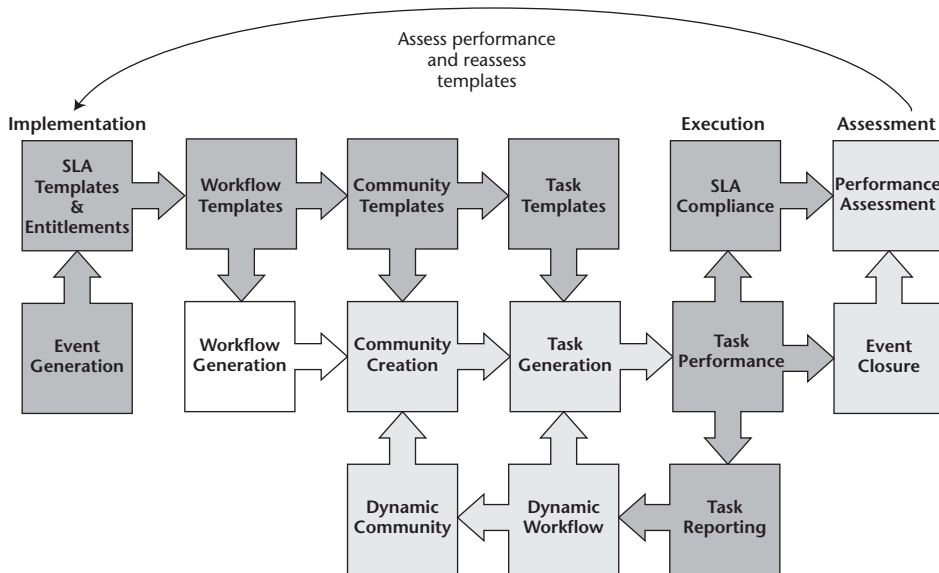 Assess performance
and reassess
templates
Implementation
Execution
Assessment
SLA
Templates
&
Entitlements
Workflow
Templates
Community
Templates
Task
Templates
SLA
Compliance
Performance
Assessment
Event
Generation
Workflow
Generation
Community
Creation
Task
Generation
Task
Performance
Event
Closure
Dynamic
Community
Dynamic
Workflow
Task
Reporting